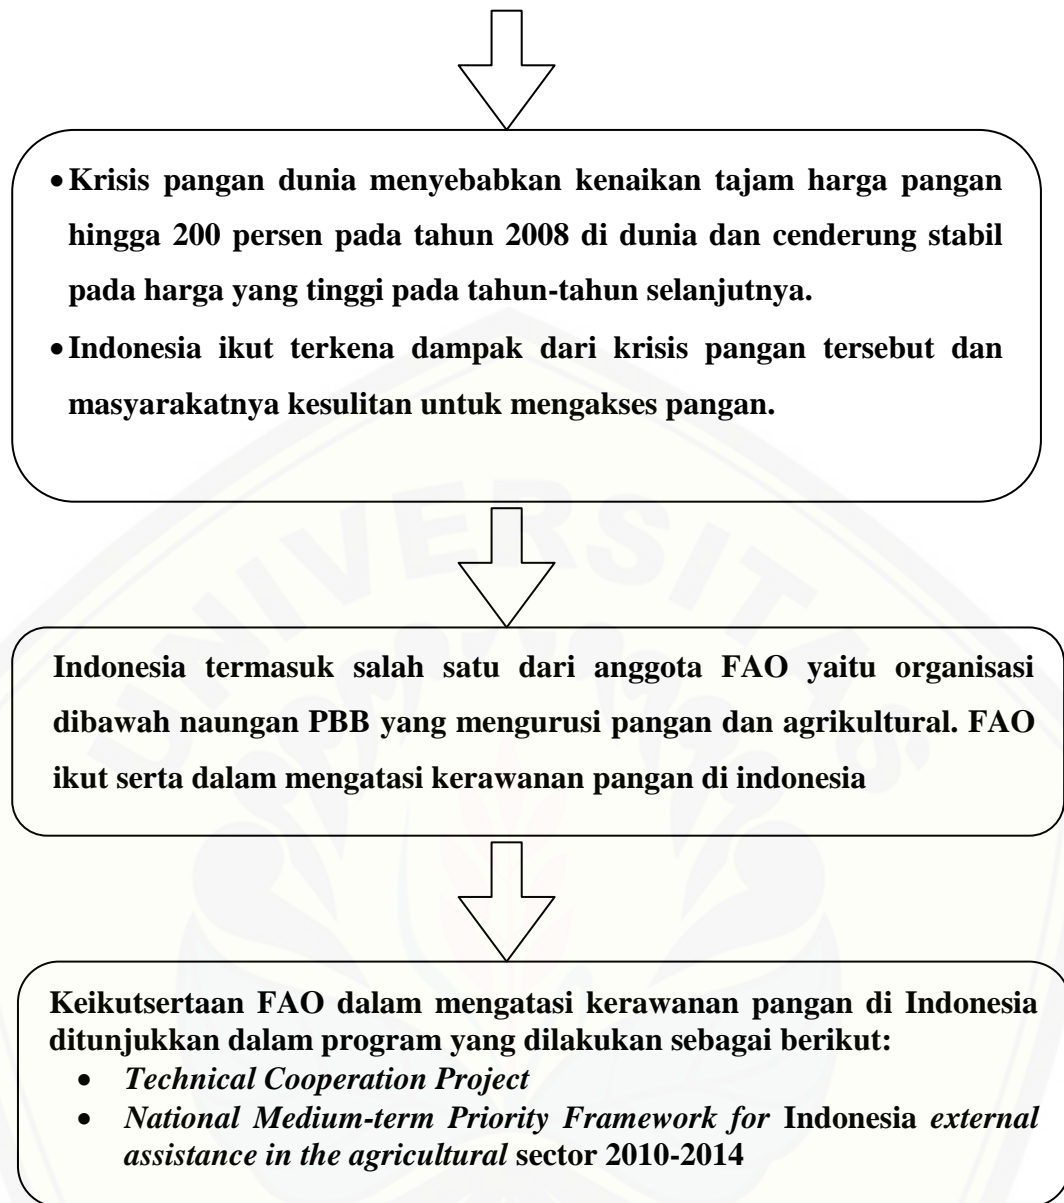 • Krisis pangan dunia menyebabkan kenaikan tajam harga pangan
hingga 200 persen pada tahun 2008 di dunia dan cenderung stabil
pada harga yang tinggi pada tahun-tahun selanjutnya.
• Indonesia ikut terkena dampak dari krisis pangan tersebut dan
masyarakatnya kesulitan untuk mengakses pangan.
UNIVERSITAS
Indonesia termasuk salah satu dari anggota FAO yaitu organisasi
dibawah naungan PBB yang mengurusi pangan dan agrikultural. FAO
ikut serta dalam mengatasi kerawanan pangan di indonesia
Keikutsertaan FAO dalam mengatasi kerawanan pangan di Indonesia
ditunjukkan dalam program yang dilakukan sebagai berikut:
• Technical Cooperation Project
• National Medium-term Priority Framework for Indonesia external
assistance in the agricultural sector 2010-2014